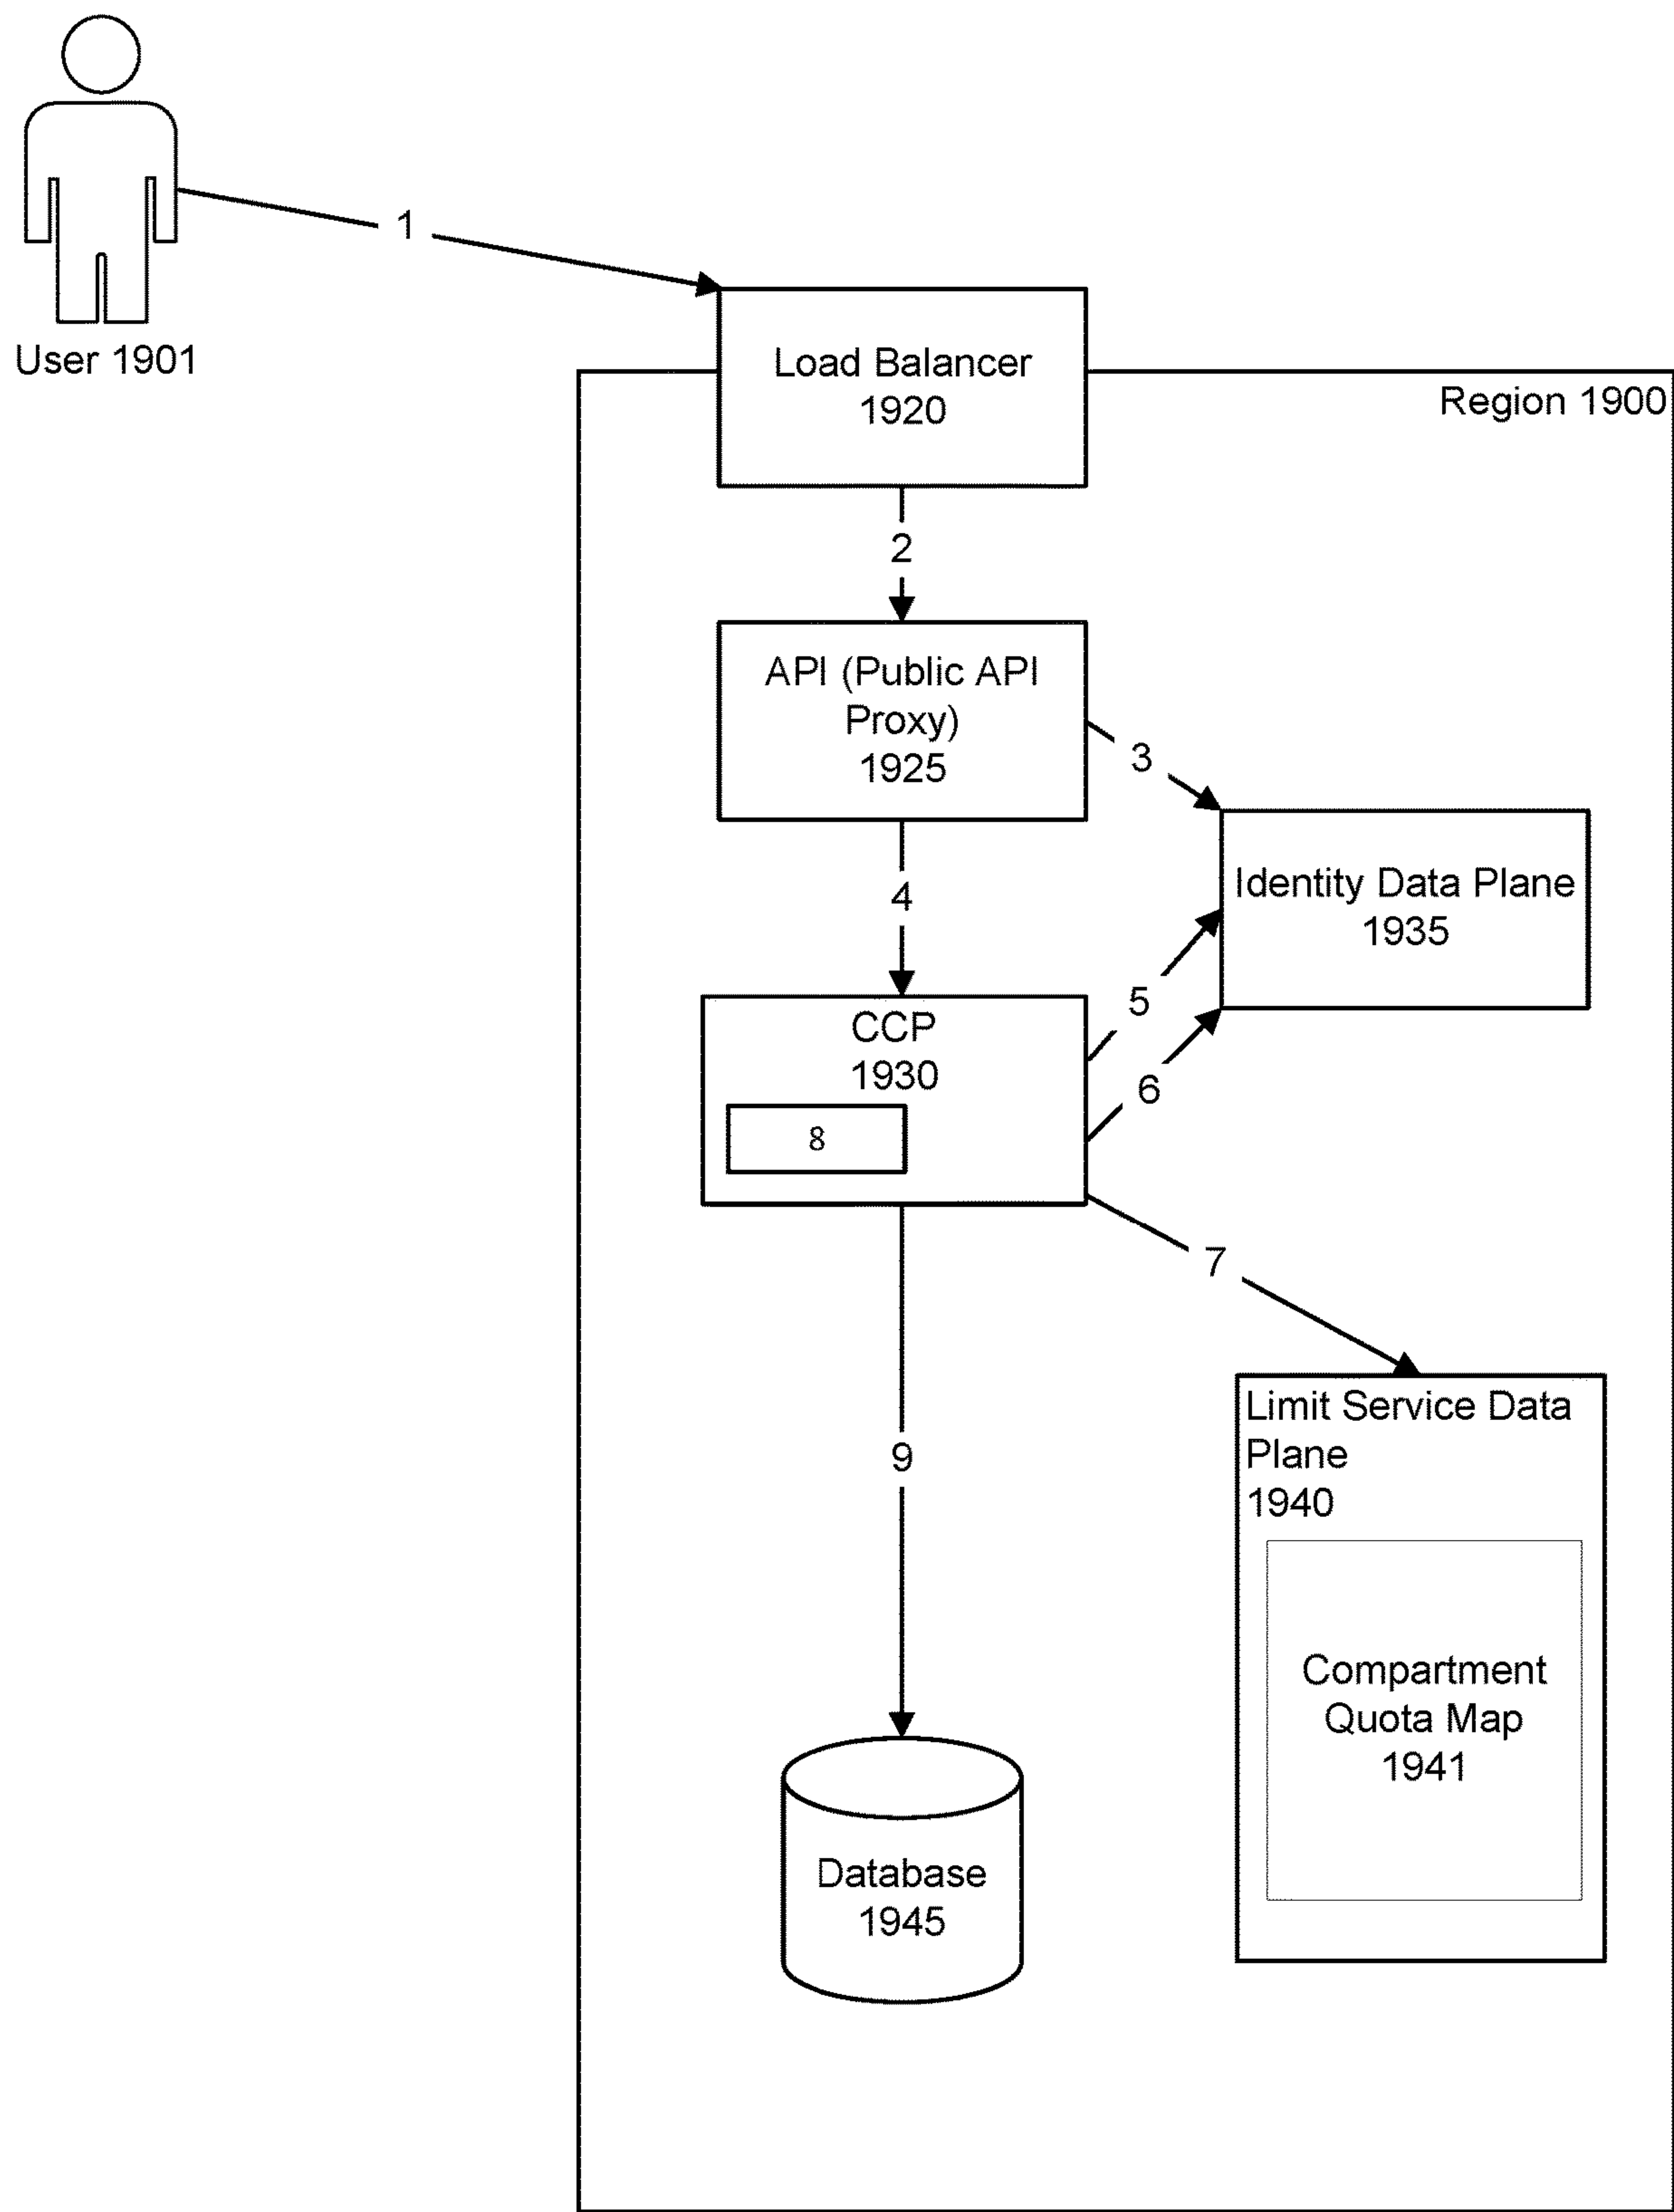 User 1901
1
Load Balancer
1920
Region 1900
2
API (Public API
Proxy)
1925
3
4
Identity Data Plane
1935
5
CCP
1930
6
8
7
9
Limit Service Data
Plane
1940
Compartment
Quota Map
1941
Database
1945